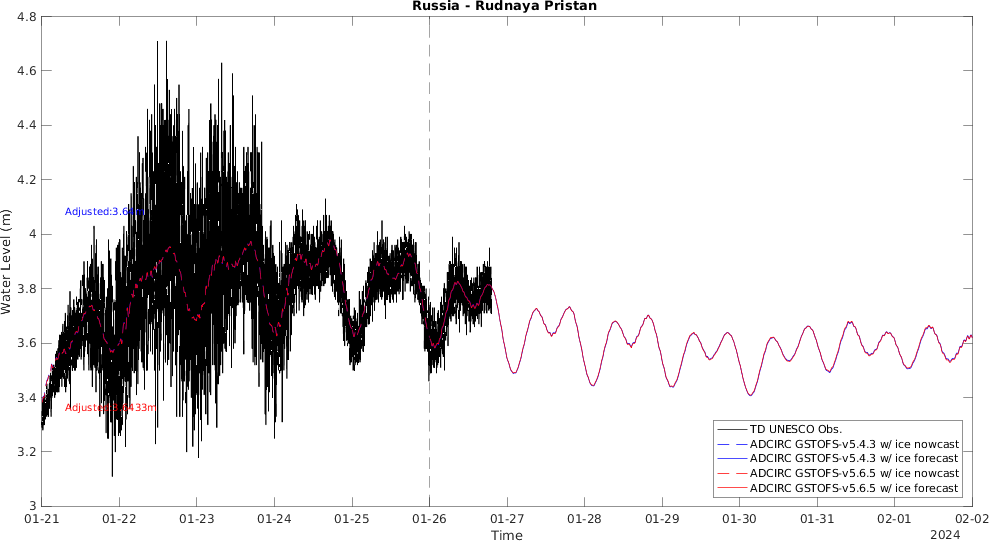 Russia - Rudnaya Pristan
4.8
4.6
4.4
4.2
4
3.8
3.6
3.4
3.2
3
Water Level (m)
Adjusted:3.6
01-21
01-22
01-23
01-24
01-25
01-26
01-27
01-28
01-29
01-30
01-31
02-01
02-02
Time
2024
TD UNESCO Obs.
ADCIRC GSTOFS-v5.4.3 w/ ice nowcast
ADCIRC GSTOFS-v5.4.3 w/ ice forecast
ADCIRC GSTOFS-v5.6.5 w/ ice nowcast
ADCIRC GSTOFS-v5.6.5 w/ ice forecast